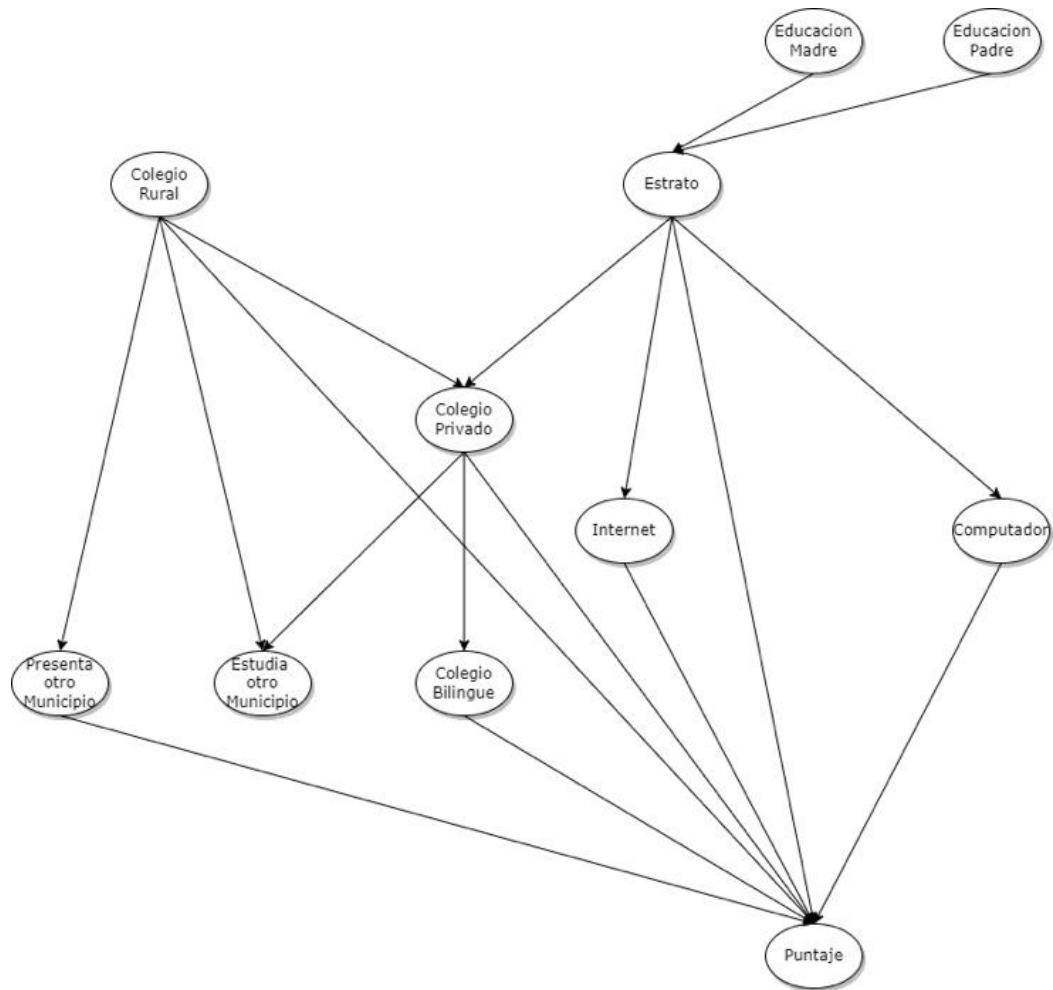 Educacion
Madre
Educacion
Padre
Colegio
Rural
Estrato
Colegio
Privado
Internet
Computador
Presenta
otro
Municipio
Estudia
otro
Municipio
Colegio
Bilingue
Puntaje